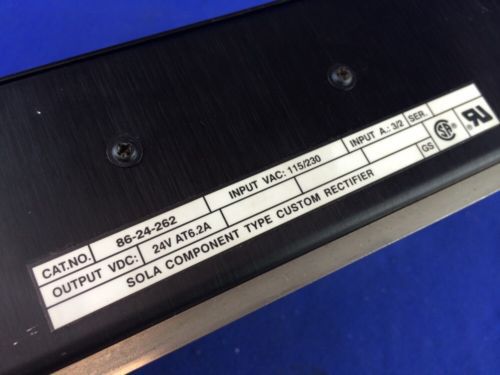 CAT.NO. 86-24-262 INPUT VAC: 115/230 INPUT A.: 3/2 SER.
OUTPUT VDC: 24V AT6.2A GS
SOLA COMPONENT TYPE CUSTOM RECTIFIER